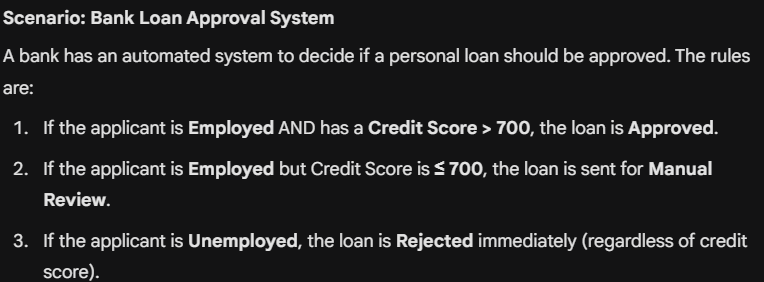 Scenario: Bank Loan Approval System
A bank has an automated system to decide if a personal loan should be approved. The rules
are:
1. If the applicant is Employed AND has a Credit Score > 700, the loan is Approved.
2. If the applicant is Employed but Credit Score is ≤ 700, the loan is sent for Manual
Review.
3. If the applicant is Unemployed, the loan is Rejected immediately (regardless of credit
score).